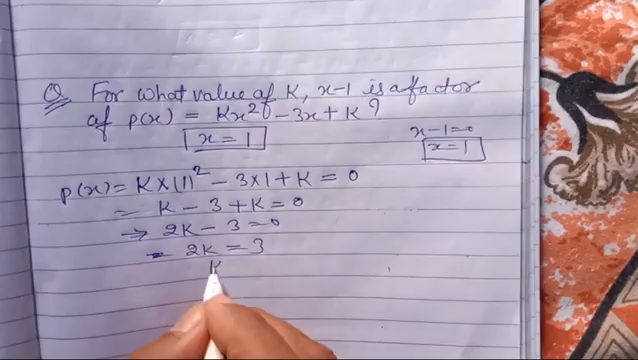 Q For what value of K, x-1 is a factor
of p(x) = Kx² - 3x + K?
x = 1
x-1=0
x=1
p(x) = K×(1)² - 3×1 + K = 0
= K - 3 + K = 0
→ 2K - 3 = 0
- 2K = 3
K